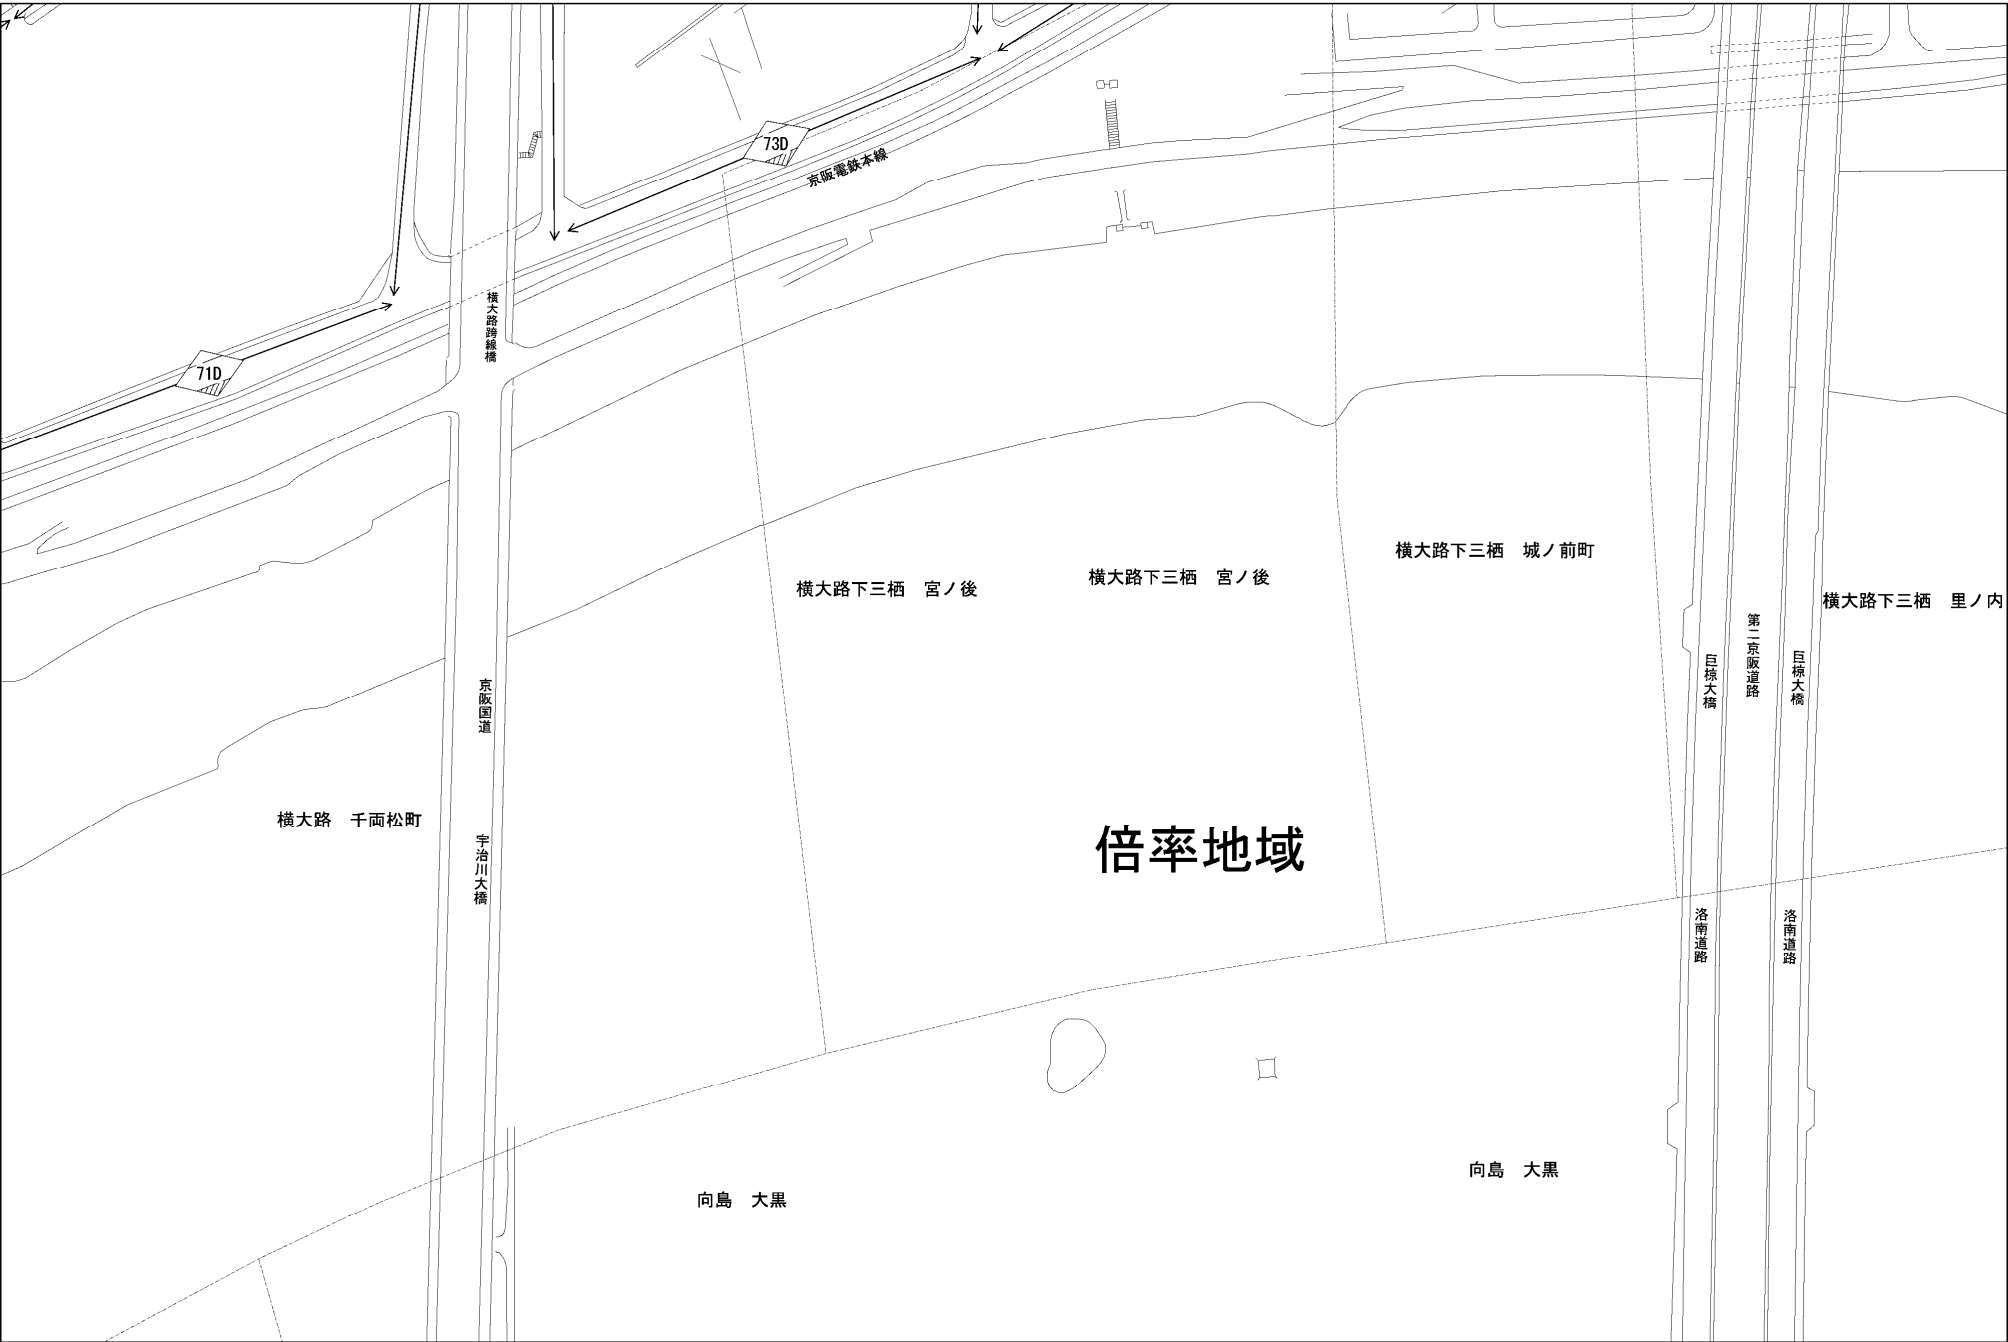 73D
京阪電鉄本線
横大路跨線橋
71D
横大路下三栖　城ノ前町
横大路下三栖　宮ノ後
横大路下三栖　宮ノ後
横大路下三栖　里ノ内
第二京阪道路
巨椋大橋
巨椋大橋
京阪国道
横大路　千両松町
宇治川大橋
倍率地域
洛南道路
洛南道路
向島　大黒
向島　大黒